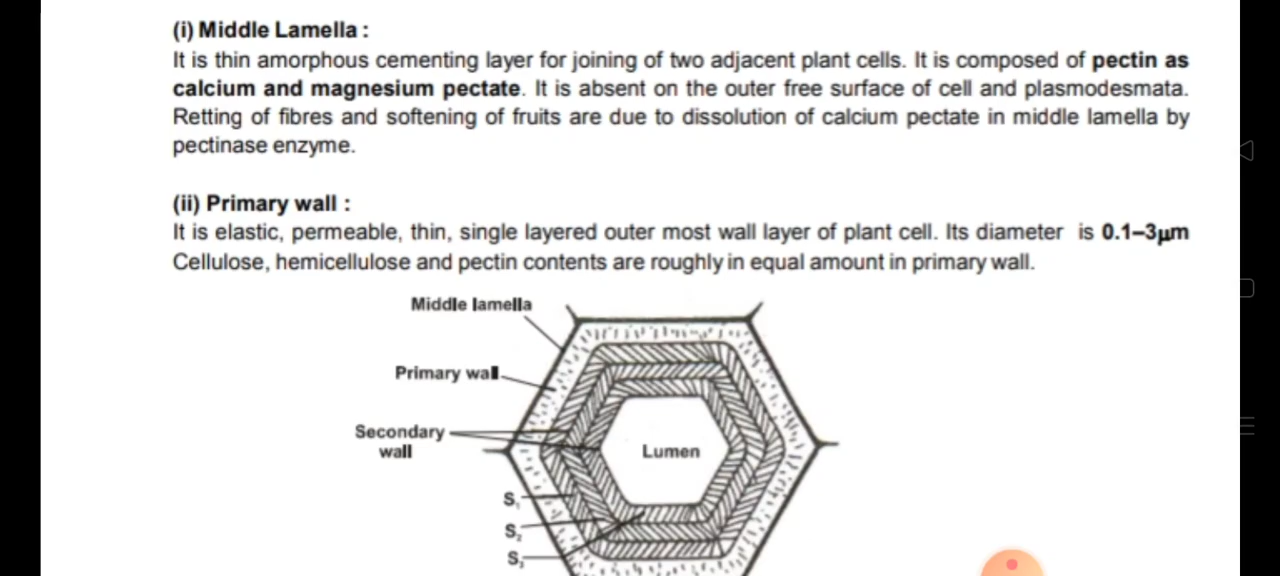 (i) Middle Lamella :
It is thin amorphous cementing layer for joining of two adjacent plant cells. It is composed of pectin as
calcium and magnesium pectate. It is absent on the outer free surface of cell and plasmodesmata.
Retting of fibres and softening of fruits are due to dissolution of calcium pectate in middle lamella by
pectinase enzyme.
(ii) Primary wall :
It is elastic, permeable, thin, single layered outer most wall layer of plant cell. Its diameter is 0.1–3μm
Cellulose, hemicellulose and pectin contents are roughly in equal amount in primary wall.
Middle lamella
Primary wall
Secondary
wall
Lumen
S₁
S₂
S₃